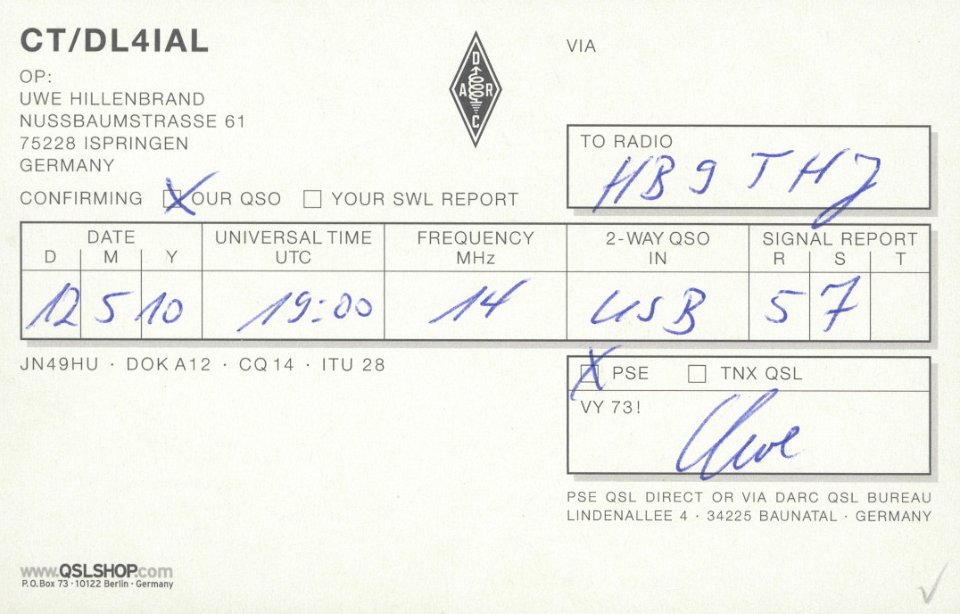 CT/DL4IAL
OP:
UWE HILLENBRAND
NUSSBAUMSTRASSE 61
75228 ISPRINGEN
GERMANY
DARC
VIA
TO RADIO
HB9THJ
CONFIRMING X OUR QSO ☐ YOUR SWL REPORT
DATE UNIVERSAL TIME FREQUENCY 2-WAY QSO SIGNAL REPORT
D M Y UTC MHz IN R S T
12 5 10 19:00 14 USB 5 7
JN49HU · DOK A12 · CQ 14 · ITU 28
X PSE ☐ TNX QSL
VY 73!
Uwe
PSE QSL DIRECT OR VIA DARC QSL BUREAU
LINDENALLEE 4 · 34225 BAUNATAL · GERMANY
www.QSLSHOP.com
P.O.Box 73 · 10122 Berlin · Germany